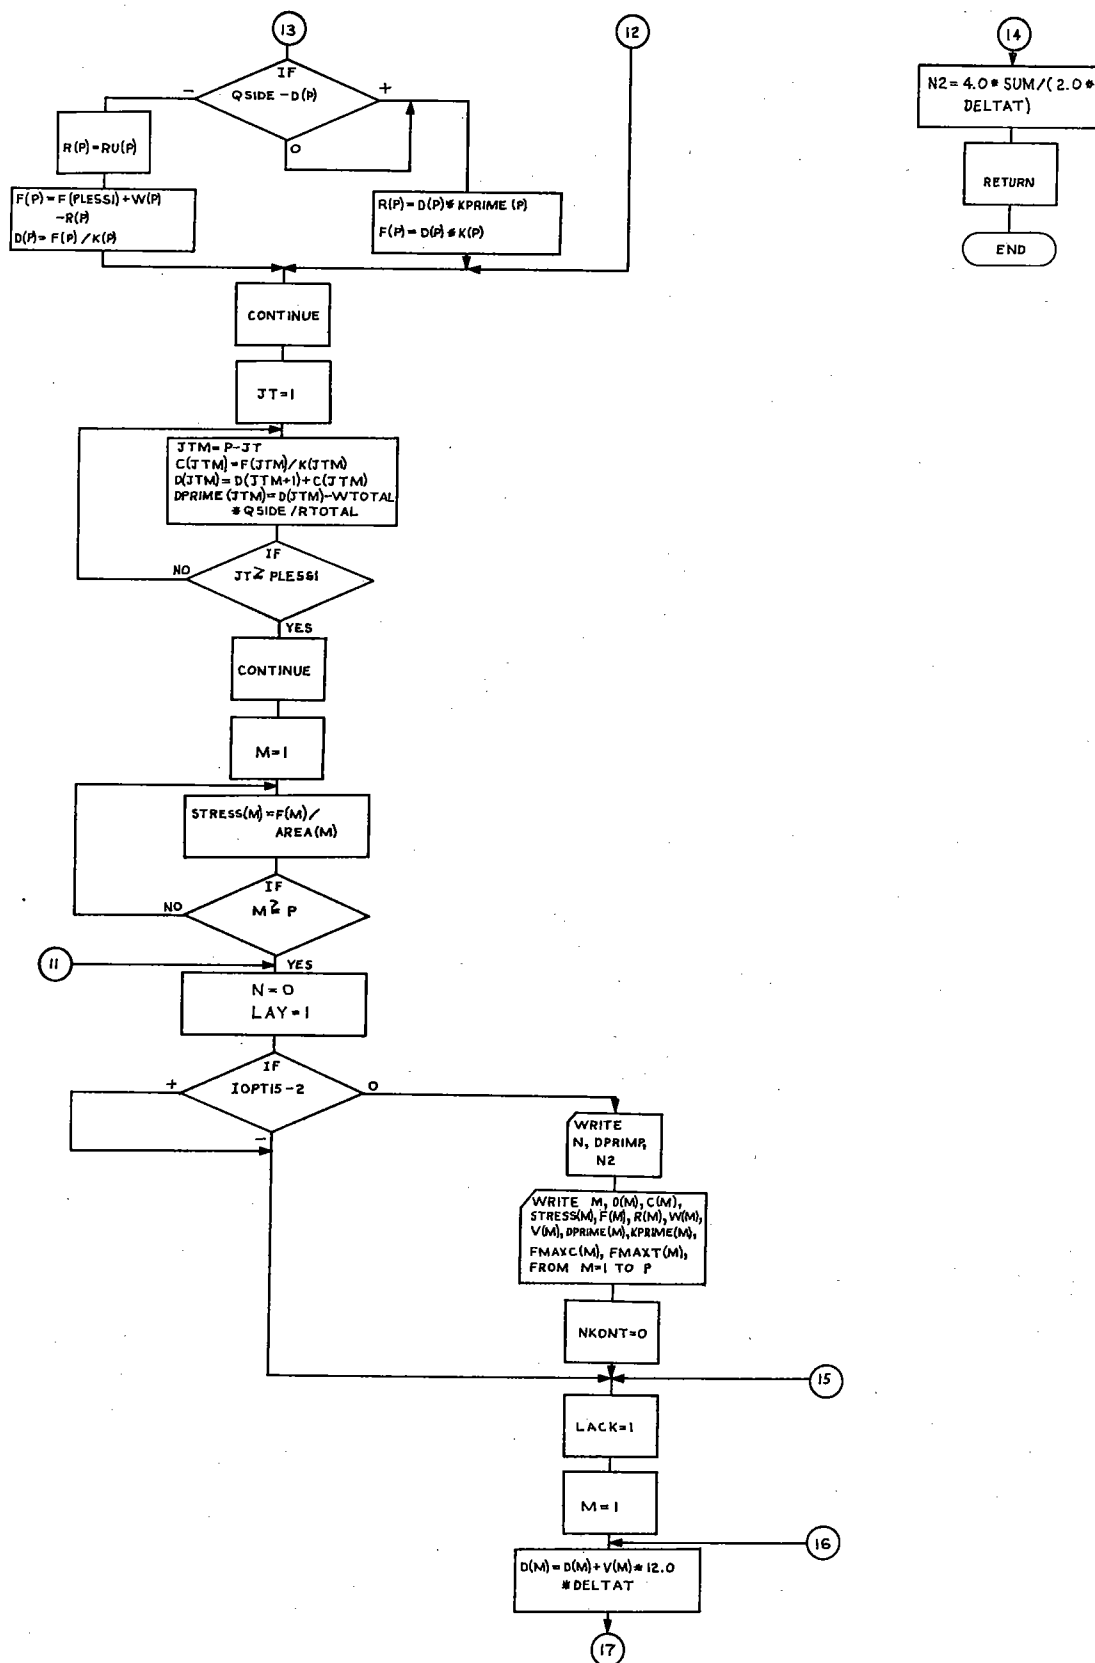 13
12
14
IF
QSIDE-D(P)
-
+
0
N2=4.0*SUM/(2.0*
DELTAT)
R(P)=RU(P)
RETURN
F(P)=F(PLESS1)+W(P)
-R(P)
D(P)=F(P)/K(P)
R(P)=D(P)*KPRIME(P)
F(P)=D(P)*K(P)
END
CONTINUE
JT=1
JTM=P-JT
C(JTM)=F(JTM)/K(JTM)
D(JTM)=D(JTM+1)+C(JTM)
DPRIME(JTM)=D(JTM)-WTOTAL
*QSIDE/RTOTAL
IF
JT≥PLESS1
NO
YES
CONTINUE
M=1
STRESS(M)=F(M)/
AREA(M)
IF
M≥P
NO
11
YES
N=0
LAY=1
IF
IOPT15-2
+
0
-
WRITE
N, DPRIMP,
N2
WRITE M, D(M), C(M),
STRESS(M), F(M), R(M), W(M),
V(M), DPRIME(M), KPRIME(M),
FMAXC(M), FMAXT(M),
FROM M=1 TO P
NKONT=0
15
LACK=1
M=1
16
D(M)=D(M)+V(M)*12.0
*DELTAT
17